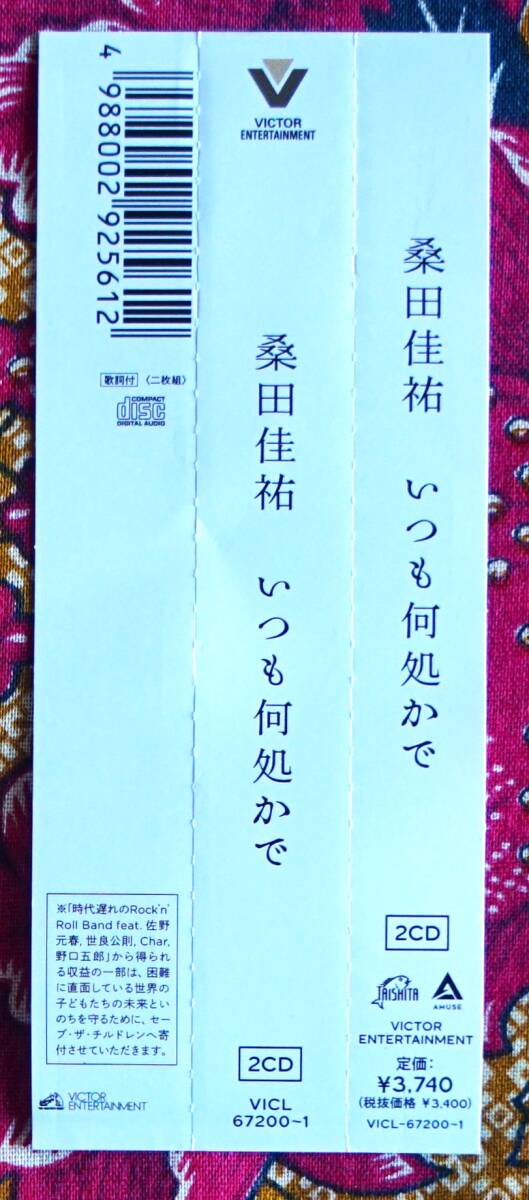 4 988002 925612
歌詞付 〈二枚組〉
COMPACT
disc
DIGITAL AUDIO
※「時代遅れのRock'n'
Roll Band feat. 佐野
元春, 世良公則, Char,
野口五郎」から得られ
る収益の一部は、困難
に直面している世界の
子どもたちの未来とい
のちを守るために、セー
ブ・ザ・チルドレンへ寄
付させていただきます。
VICTOR
ENTERTAINMENT
VICTOR
ENTERTAINMENT
桑田佳祐 いつも何処かで
2CD
VICL
67200~1
桑田佳祐 いつも何処かで
2CD
TAISHITA
AMUSE
VICTOR
ENTERTAINMENT
定価:
¥3,740
(税抜価格 ¥3,400)
VICL-67200~1